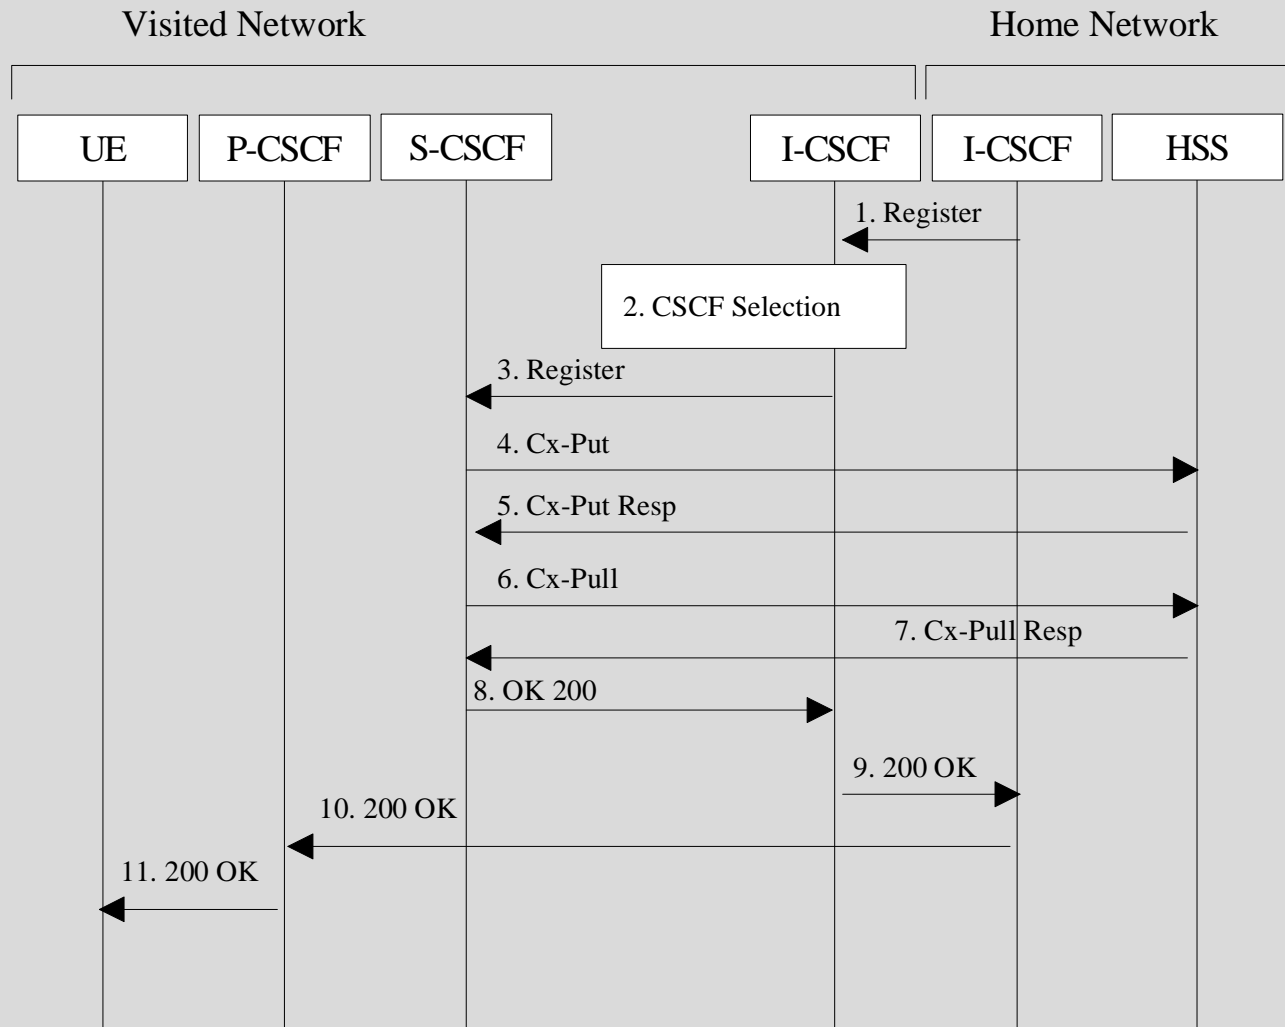 Visited Network
Home Network
UE
P-CSCF
S-CSCF
I-CSCF
I-CSCF
HSS
1. Register
2. CSCF Selection
3. Register
4. Cx-Put
5. Cx-Put Resp
6. Cx-Pull
7. Cx-Pull Resp
8. OK 200
9. 200 OK
10. 200 OK
11. 200 OK